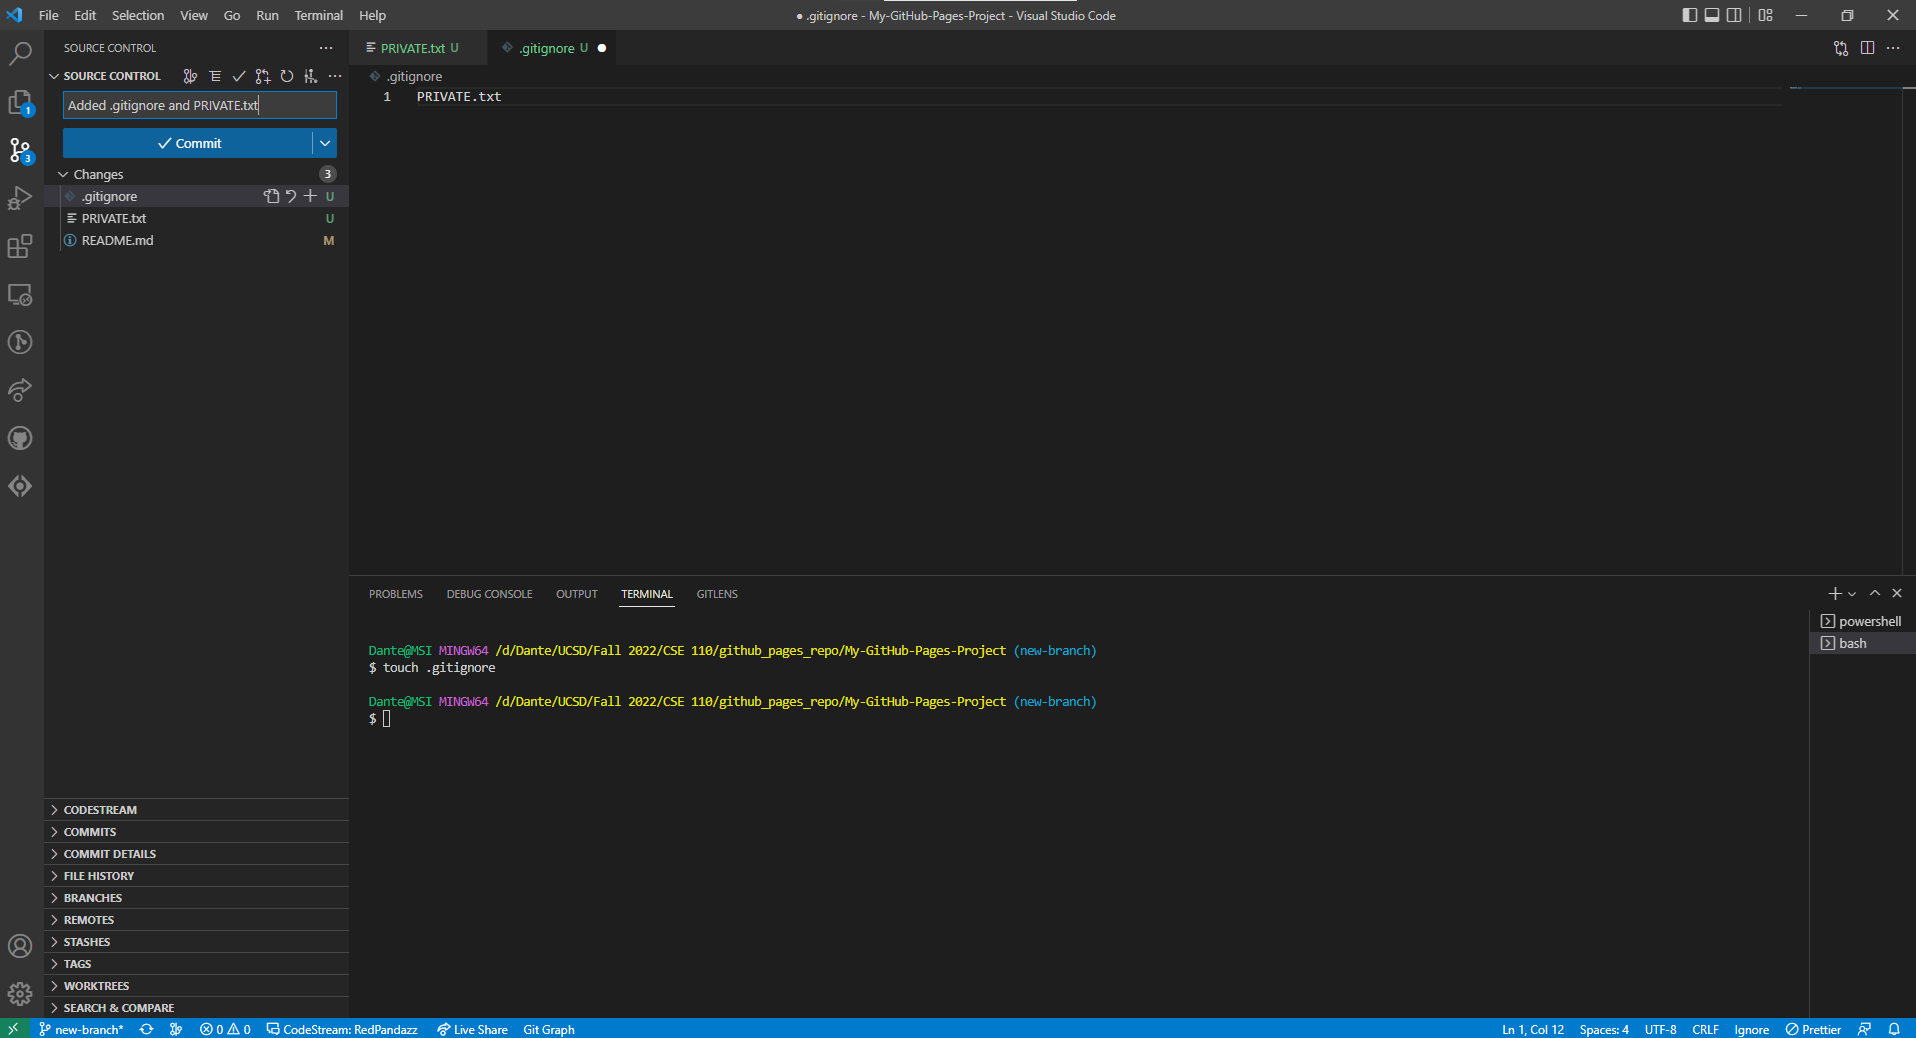 File Edit Selection View Go Run Terminal Help
● .gitignore - My-GitHub-Pages-Project - Visual Studio Code
SOURCE CONTROL
SOURCE CONTROL
Added .gitignore and PRIVATE.txt
Commit
Changes 3
.gitignore U
PRIVATE.txt U
README.md M
1
3
CODESTREAM
COMMITS
COMMIT DETAILS
FILE HISTORY
BRANCHES
REMOTES
STASHES
TAGS
WORKTREES
SEARCH & COMPARE
PRIVATE.txt U .gitignore U ●
.gitignore
1 PRIVATE.txt
PROBLEMS DEBUG CONSOLE OUTPUT TERMINAL GITLENS
Dante@MSI MINGW64 /d/Dante/UCSD/Fall 2022/CSE 110/github_pages_repo/My-GitHub-Pages-Project (new-branch)
$ touch .gitignore
Dante@MSI MINGW64 /d/Dante/UCSD/Fall 2022/CSE 110/github_pages_repo/My-GitHub-Pages-Project (new-branch)
$
powershell
bash
new-branch* 0 0 CodeStream: RedPandazz Live Share Git Graph
Ln 1, Col 12 Spaces: 4 UTF-8 CRLF Ignore Prettier